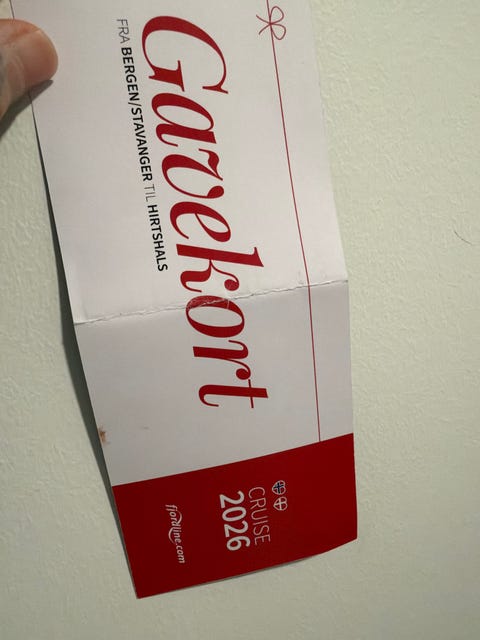 Gavekort
FRA BERGEN/STAVANGER TIL HIRTSHALS
CRUISE
2026
fjordline.com